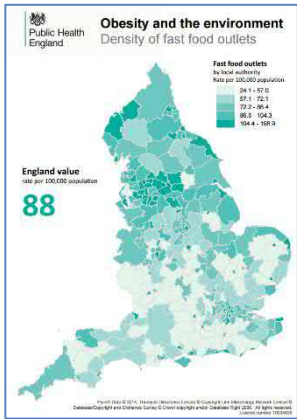 Public Health
England
Obesity and the environment
Density of fast food outlets
Fast food outlets
by local authority
Rate per 100,000 population
24.1 - 57.0
57.1 - 72.1
72.2 - 86.4
86.5 - 104.3
104.4 - 198.9
England value
rate per 100,000 population
88